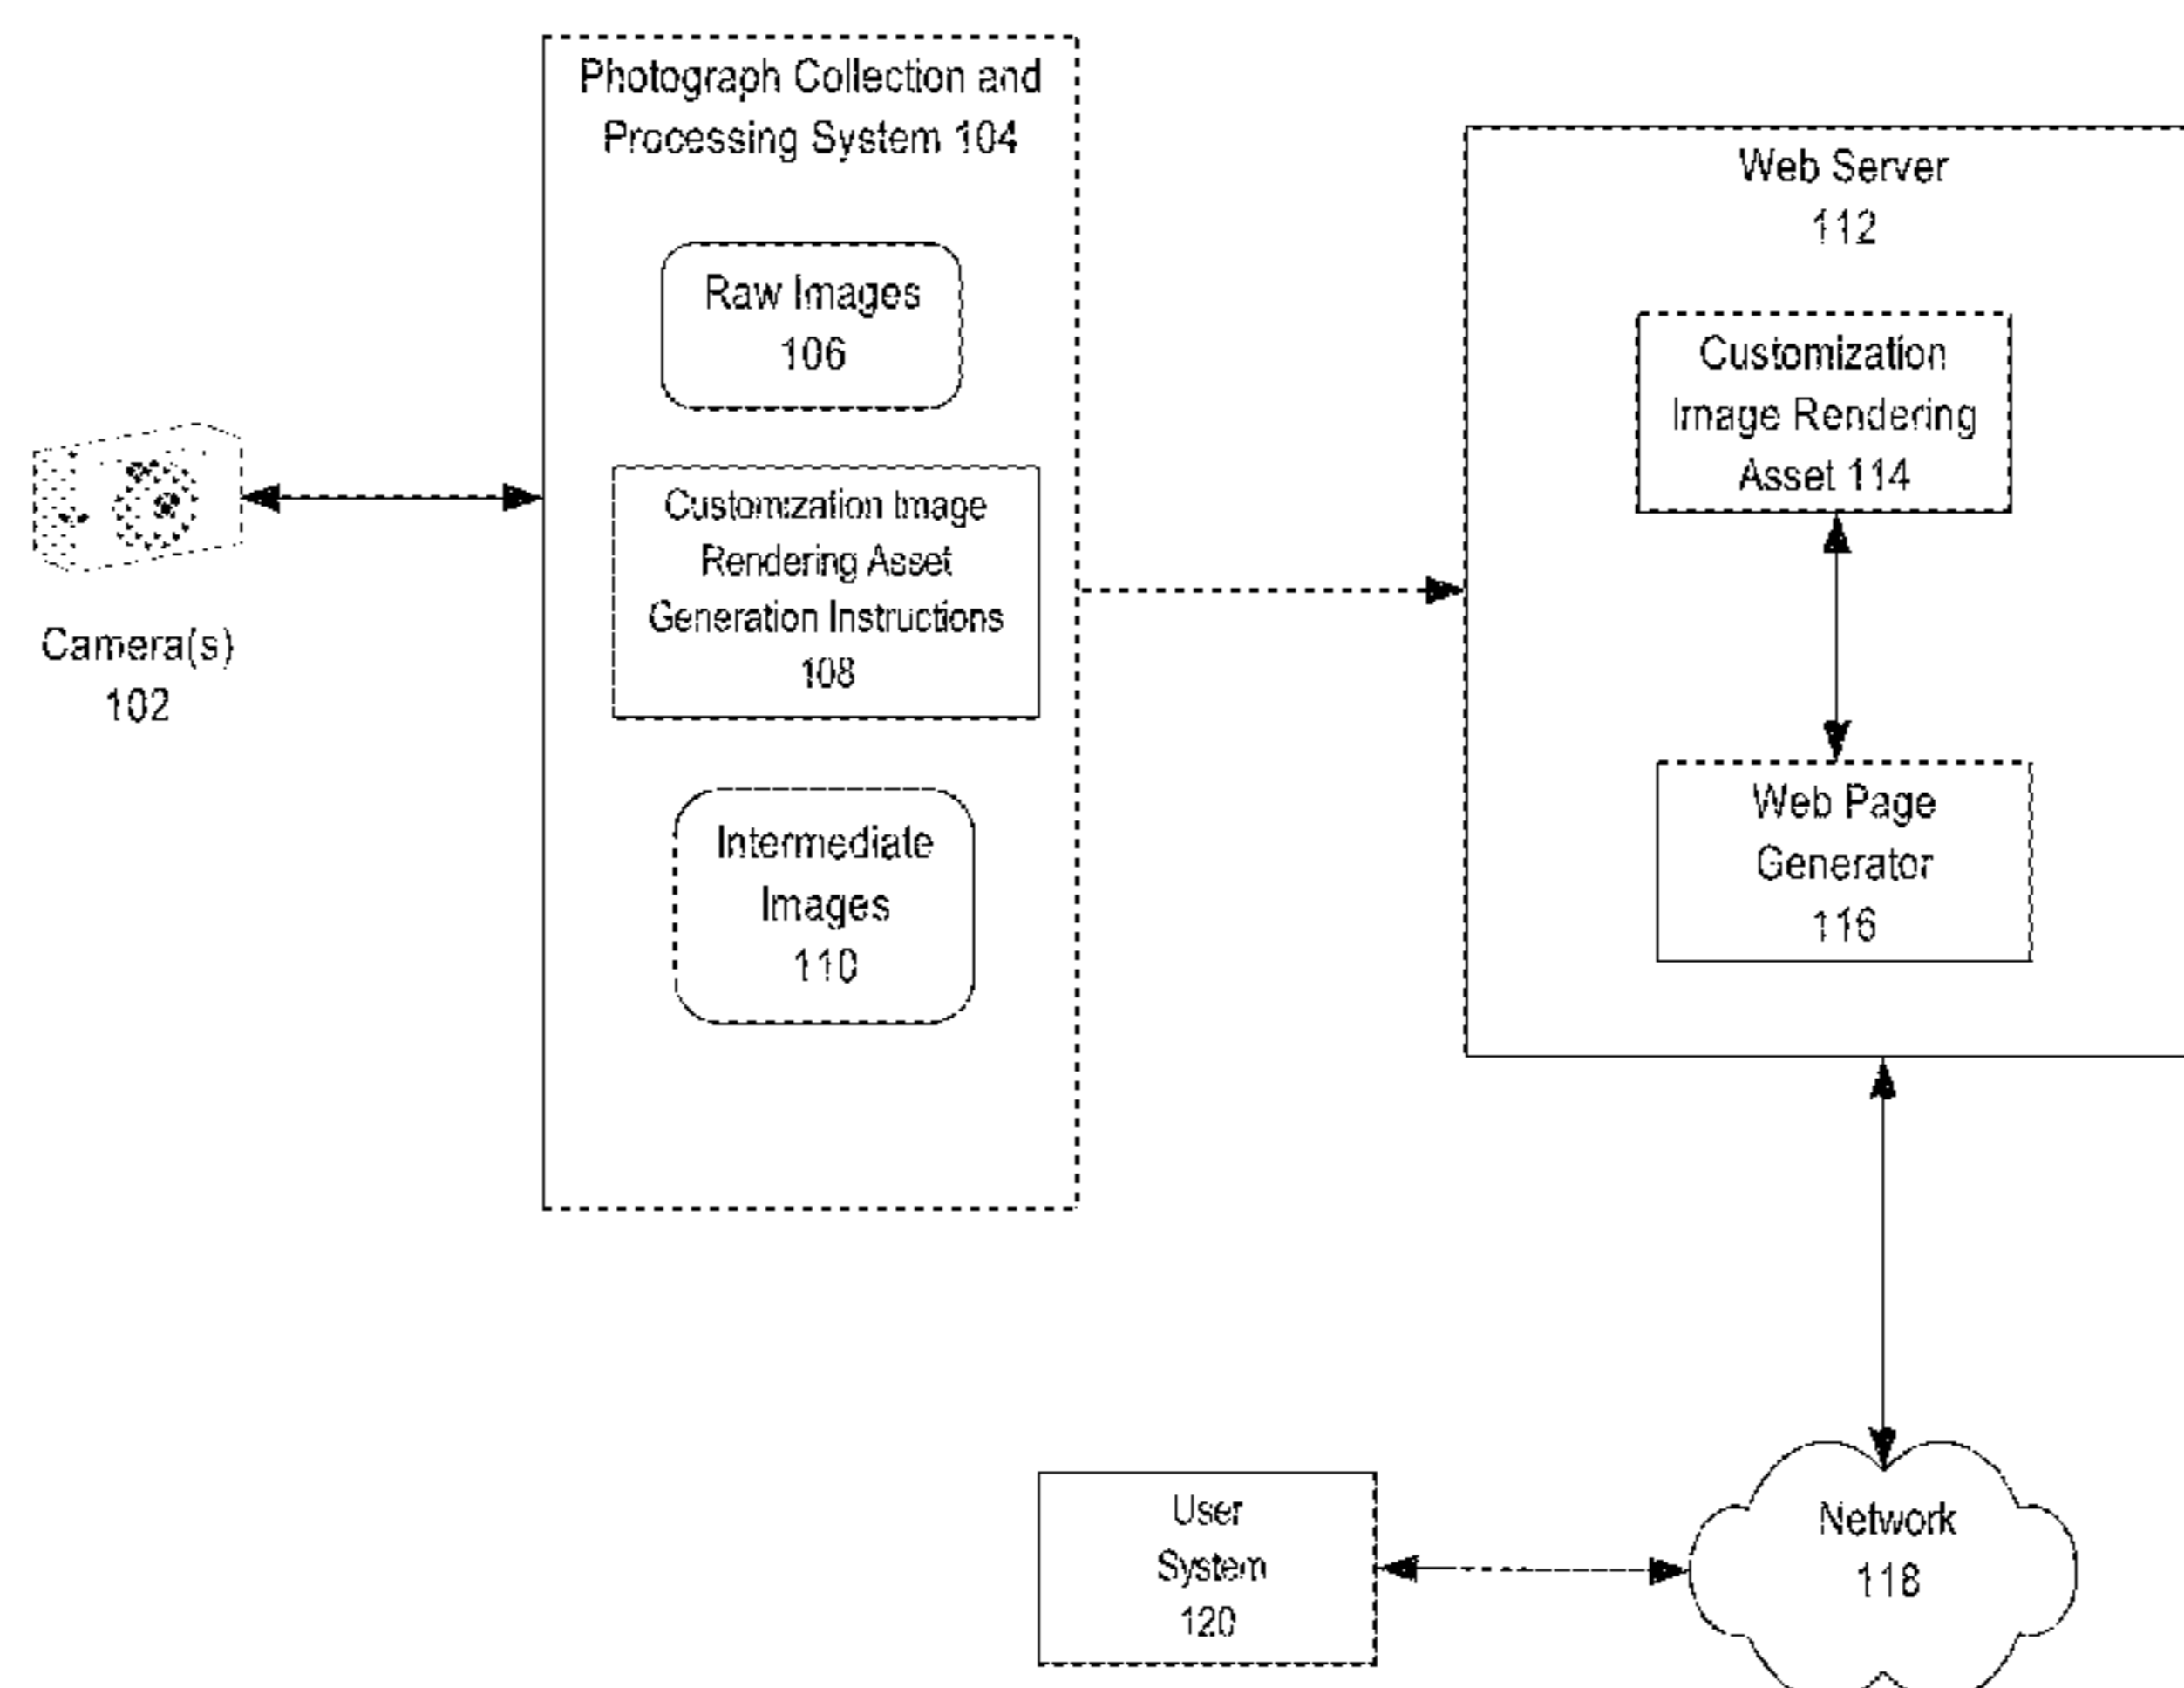 Photograph Collection and
Processing System 104
Raw Images
106
Customization Image
Rendering Asset
Generation Instructions
108
Intermediate
Images
110
Camera(s)
102
Web Server
112
Customization
Image Rendering
Asset 114
Web Page
Generator
116
User
System
120
Network
118